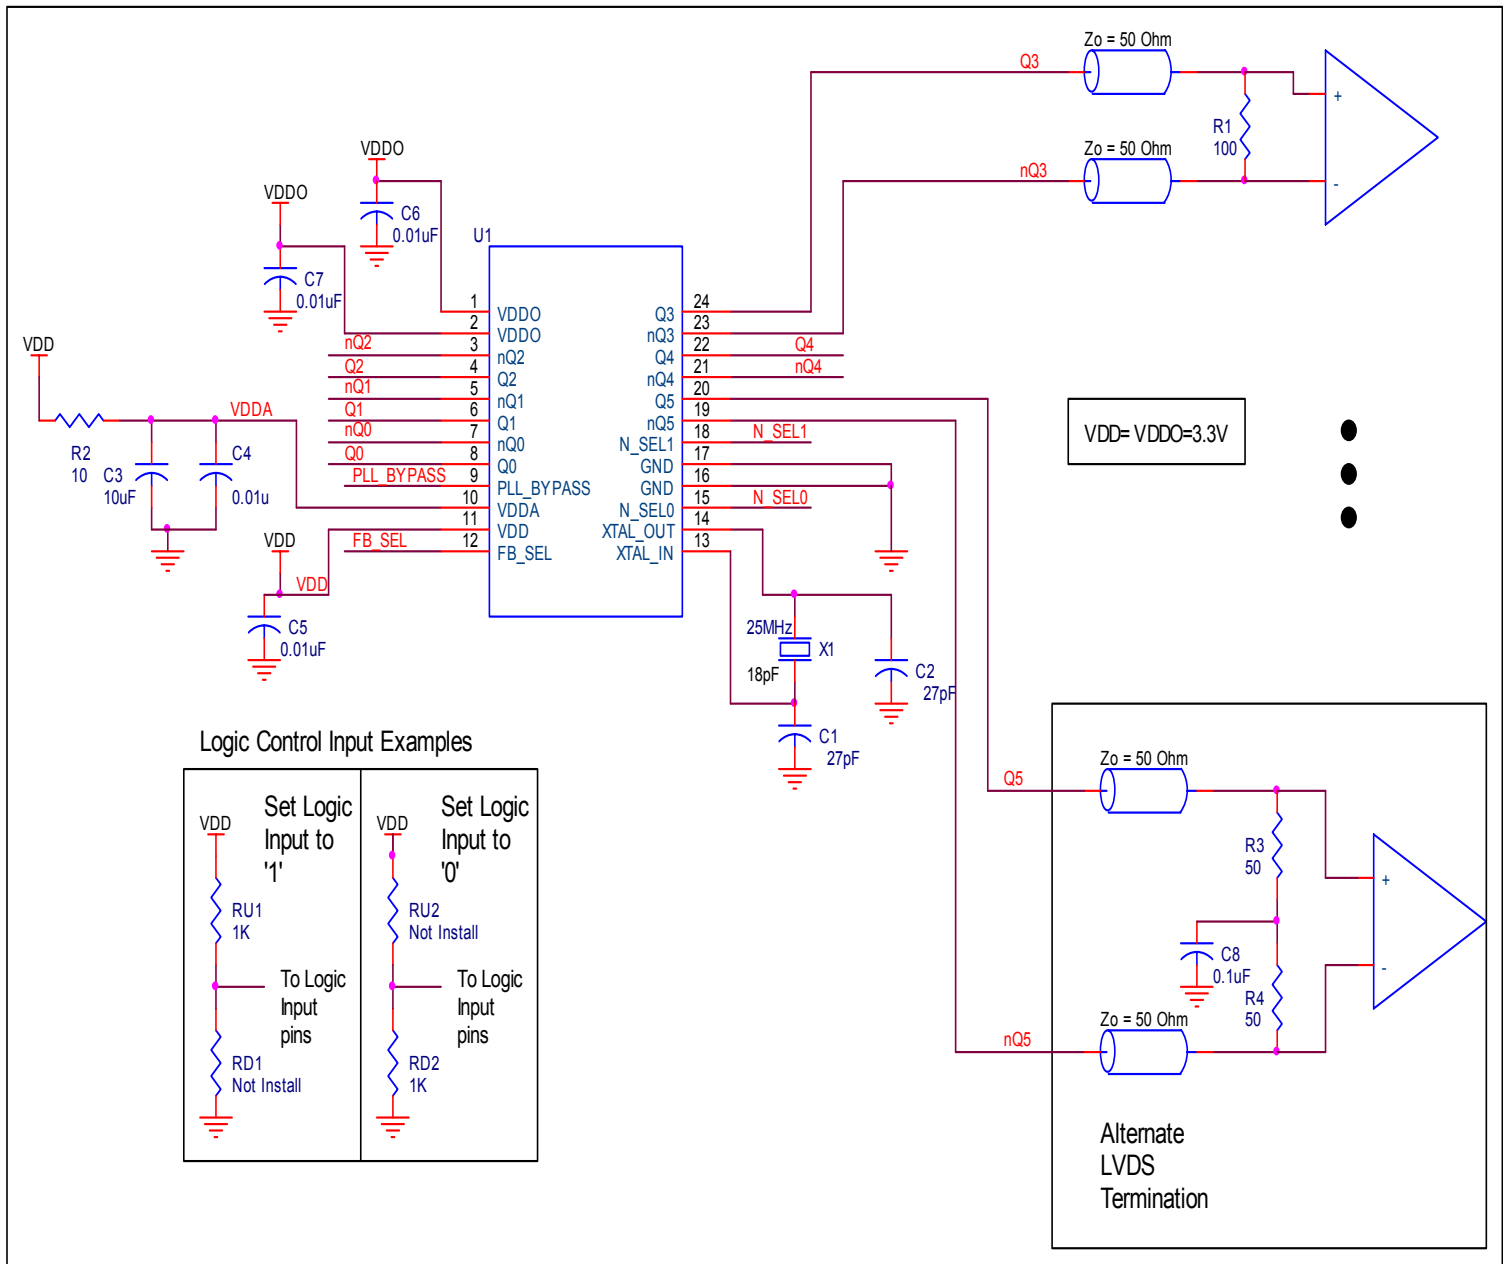 Zo = 50 Ohm
Q3
+
R1
100
Zo = 50 Ohm
nQ3
-
VDDO
VDDO
C6
0.01uF
C7
0.01uF
U1
1
VDDO
2
VDDO
nQ2
3
nQ2
Q2
4
Q2
nQ1
5
nQ1
Q1
6
Q1
nQ0
7
nQ0
Q0
8
Q0
PLL_BYPASS
9
PLL_BYPASS
10
VDDA
11
VDD
FB_SEL
12
FB_SEL
24
Q3
23
nQ3
22
Q4
Q4
21
nQ4
nQ4
20
Q5
19
nQ5
18
N_SEL1
N_SEL1
17
GND
16
GND
15
N_SEL0
N_SEL0
14
XTAL_OUT
13
XTAL_IN
VDD
VDDA
R2
10
C3
10uF
C4
0.01u
VDD
VDD
C5
0.01uF
VDD= VDDO=3.3V
25MHz
X1
18pF
C2
27pF
C1
27pF
Logic Control Input Examples
Set Logic
Input to
'1'
VDD
RU1
1K
To Logic
Input
pins
RD1
Not Install
Set Logic
Input to
'0'
VDD
RU2
Not Install
To Logic
Input
pins
RD2
1K
Zo = 50 Ohm
Q5
R3
50
+
C8
0.1uF
-
R4
50
Zo = 50 Ohm
nQ5
Alternate
LVDS
Termination